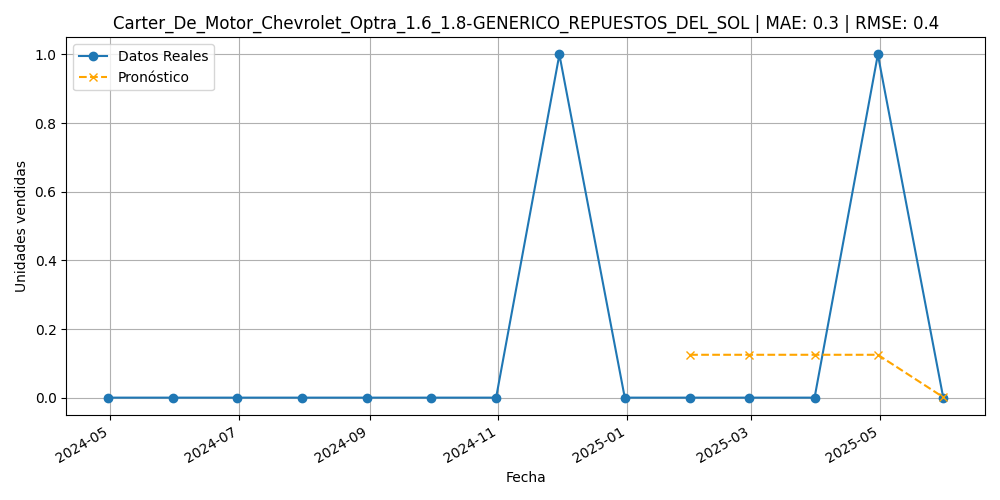 Carter_De_Motor_Chevrolet_Optra_1.6_1.8-GENERICO_REPUESTOS_DEL_SOL | MAE: 0.3 | RMSE: 0.4
Datos Reales
Pronóstico
Unidades vendidas
1.0
0.8
0.6
0.4
0.2
0.0
2024-05
2024-07
2024-09
2024-11
2025-01
2025-03
2025-05
Fecha